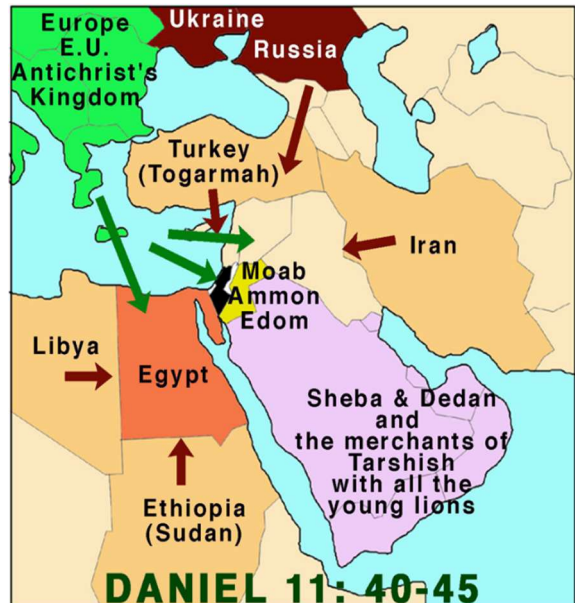 Europe
E.U.
Antichrist's
Kingdom
Ukraine
Russia
Turkey
(Togarmah)
Iran
Moab
Ammon
Edom
Libya
Egypt
Sheba & Dedan
and
the merchants of
Tarshish
with all the
young lions
Ethiopia
(Sudan)
DANIEL 11: 40-45